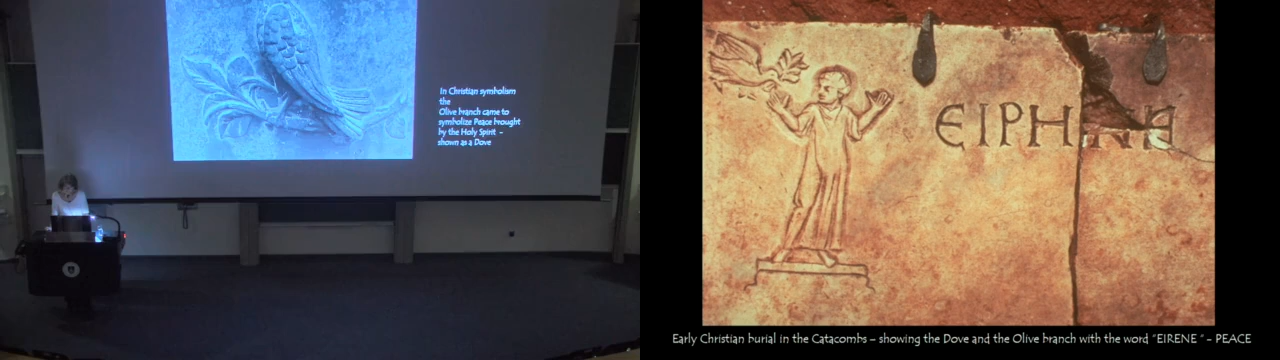 In Christian symbolism
the
Olive branch came to
symbolize Peace brought
by the Holy Spirit -
shown as a Dove
ΕΙΡΗΝΑ
Early Christian burial in the Catacombs – showing the Dove and the Olive branch with the word "EIRENE" - PEACE